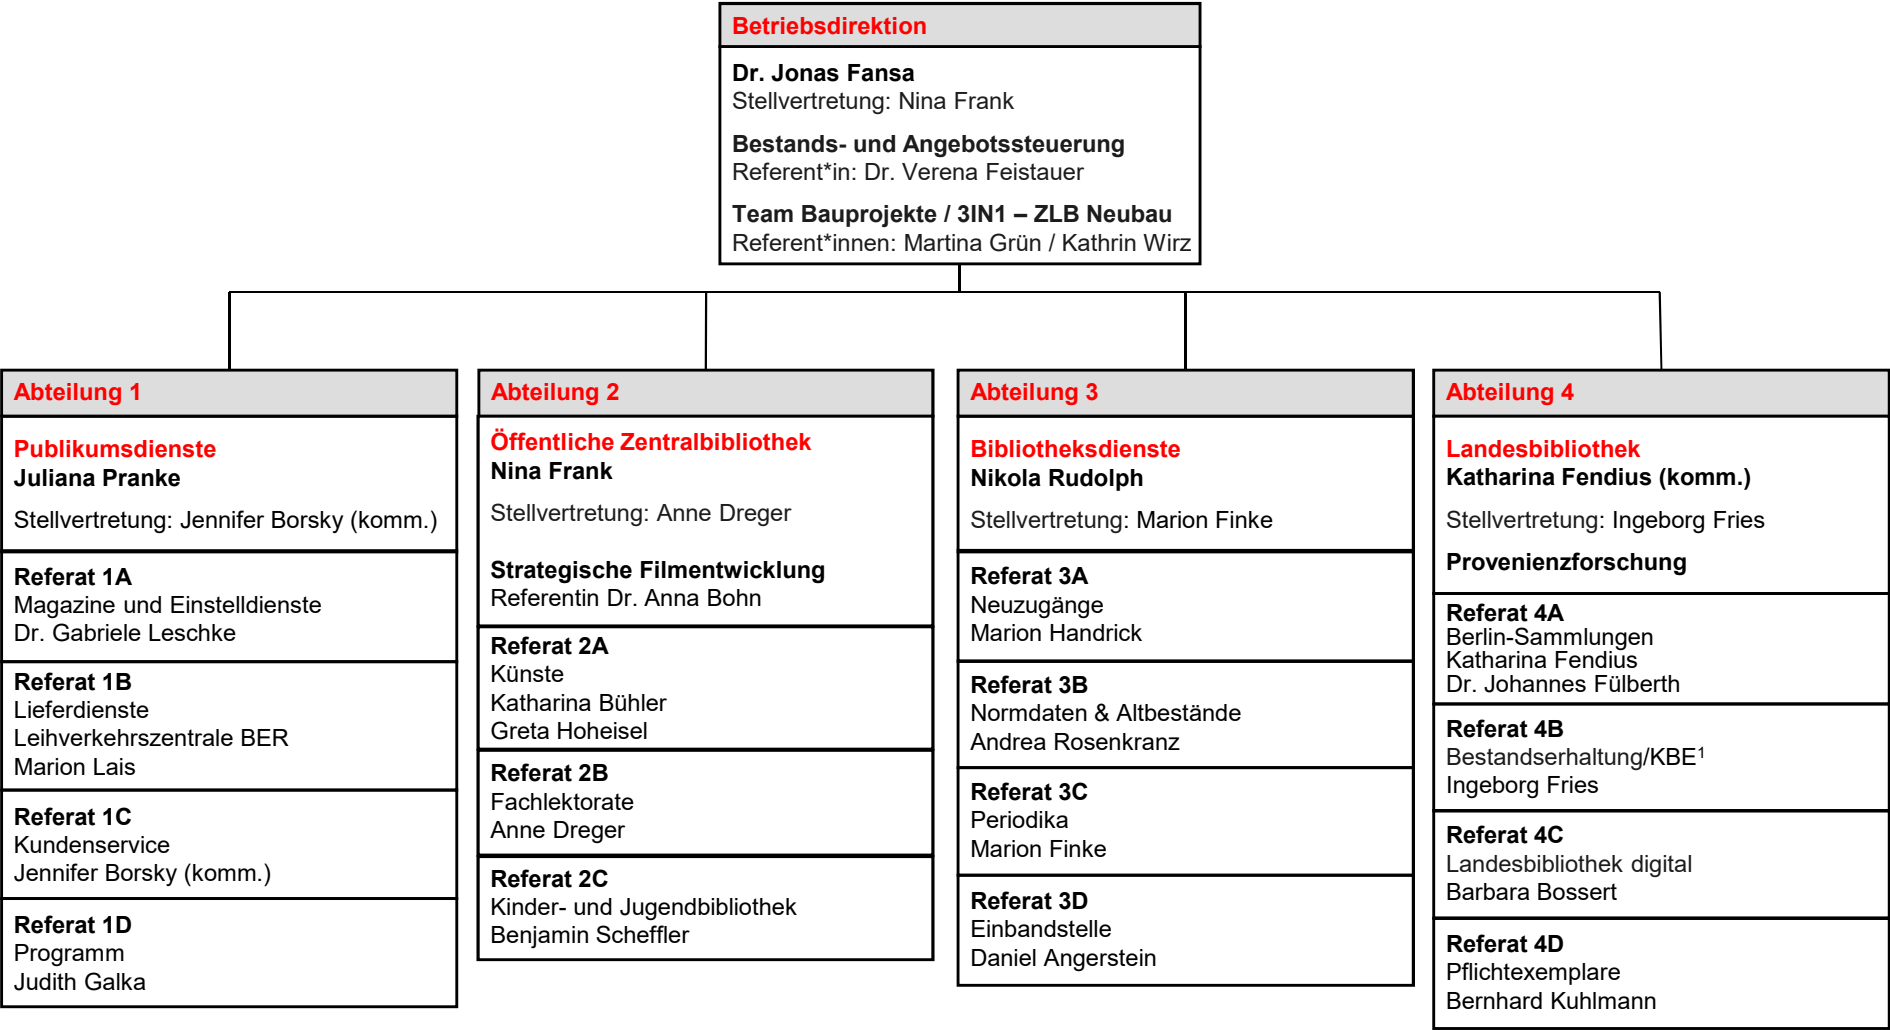 Betriebsdirektion
Dr. Jonas Fansa
Stellvertretung: Nina Frank
Bestands- und Angebotssteuerung
Referent*in: Dr. Verena Feistauer
Team Bauprojekte / 3IN1 – ZLB Neubau
Referent*innen: Martina Grün / Kathrin Wirz
Abteilung 1
Publikumsdienste
Juliana Pranke
Stellvertretung: Jennifer Borsky (komm.)
Referat 1A
Magazine und Einstelldienste
Dr. Gabriele Leschke
Referat 1B
Lieferdienste
Leihverkehrszentrale BER
Marion Lais
Referat 1C
Kundenservice
Jennifer Borsky (komm.)
Referat 1D
Programm
Judith Galka
Abteilung 2
Öffentliche Zentralbibliothek
Nina Frank
Stellvertretung: Anne Dreger
Strategische Filmentwicklung
Referentin Dr. Anna Bohn
Referat 2A
Künste
Katharina Bühler
Greta Hoheisel
Referat 2B
Fachlektorate
Anne Dreger
Referat 2C
Kinder- und Jugendbibliothek
Benjamin Scheffler
Abteilung 3
Bibliotheksdienste
Nikola Rudolph
Stellvertretung: Marion Finke
Referat 3A
Neuzugänge
Marion Handrick
Referat 3B
Normdaten & Altbestände
Andrea Rosenkranz
Referat 3C
Periodika
Marion Finke
Referat 3D
Einbandstelle
Daniel Angerstein
Abteilung 4
Landesbibliothek
Katharina Fendius (komm.)
Stellvertretung: Ingeborg Fries
Provenienzforschung
Referat 4A
Berlin-Sammlungen
Katharina Fendius
Dr. Johannes Fülberth
Referat 4B
Bestandserhaltung/KBE¹
Ingeborg Fries
Referat 4C
Landesbibliothek digital
Barbara Bossert
Referat 4D
Pflichtexemplare
Bernhard Kuhlmann